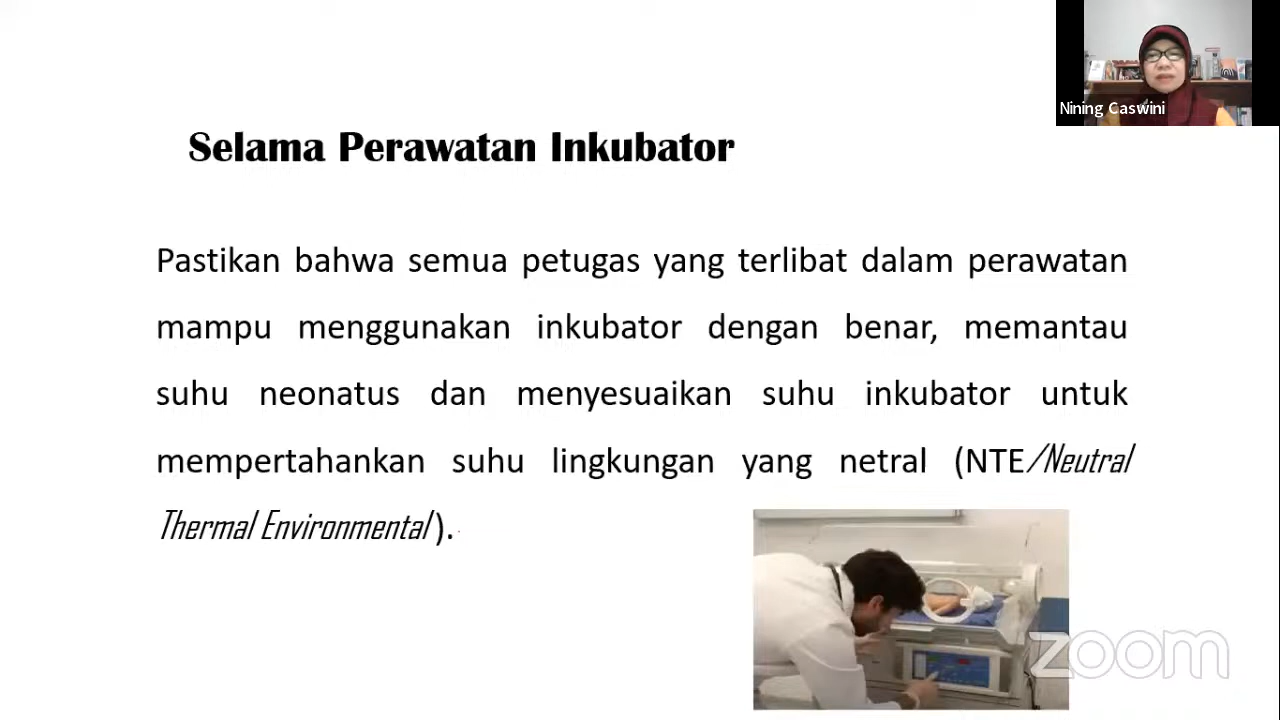 Nining Caswini
Selama Perawatan Inkubator
Pastikan bahwa semua petugas yang terlibat dalam perawatan
mampu menggunakan inkubator dengan benar, memantau
suhu neonatus dan menyesuaikan suhu inkubator untuk
mempertahankan suhu lingkungan yang netral (NTE/Neutral
Thermal Environmental).
zoom